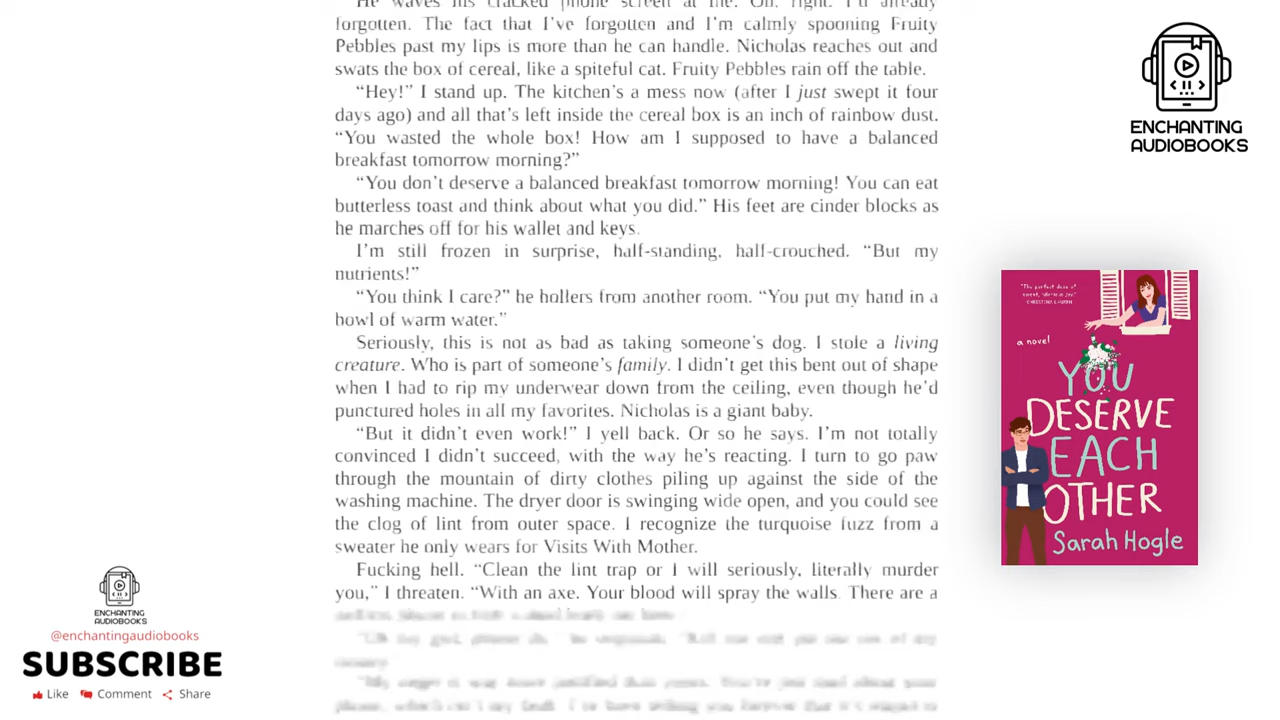 He waves his cracked phone screen at me. Oh, right. I'd already
forgotten. The fact that I've forgotten and I'm calmly spooning Fruity
Pebbles past my lips is more than he can handle. Nicholas reaches out and
swats the box of cereal, like a spiteful cat. Fruity Pebbles rain off the table.
“Hey!” I stand up. The kitchen's a mess now (after I just swept it four
days ago) and all that's left inside the cereal box is an inch of rainbow dust.
“You wasted the whole box! How am I supposed to have a balanced
breakfast tomorrow morning?”
“You don't deserve a balanced breakfast tomorrow morning! You can eat
butterless toast and think about what you did.” His feet are cinder blocks as
he marches off for his wallet and keys.
I'm still frozen in surprise, half-standing, half-crouched. “But my
nutrients!”
“You think I care?” he hollers from another room. “You put my hand in a
bowl of warm water.”
Seriously, this is not as bad as taking someone's dog. I stole a living
creature. Who is part of someone's family. I didn't get this bent out of shape
when I had to rip my underwear down from the ceiling, even though he'd
punctured holes in all my favorites. Nicholas is a giant baby.
“But it didn't even work!” I yell back. Or so he says. I'm not totally
convinced I didn't succeed, with the way he's reacting. I turn to go paw
through the mountain of dirty clothes piling up against the side of the
washing machine. The dryer door is swinging wide open, and you could see
the clog of lint from outer space. I recognize the turquoise fuzz from a
sweater he only wears for Visits With Mother.
Fucking hell. “Clean the lint trap or I will seriously, literally murder
you,” I threaten. “With an axe. Your blood will spray the walls. There are a
ENCHANTING
AUDIOBOOKS
a novel
YOU
DESERVE
EACH
OTHER
Sarah Hogle
ENCHANTING
AUDIOBOOKS
@enchantingaudiobooks
SUBSCRIBE
Like Comment Share